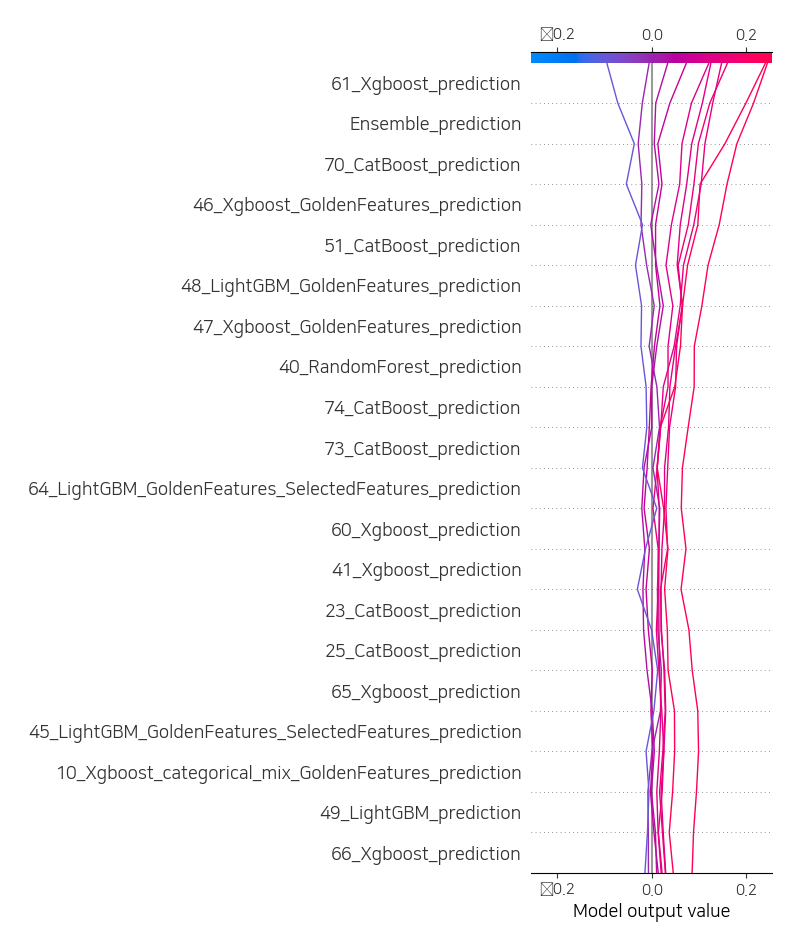 0.2 0.0 0.2
61_Xgboost_prediction
Ensemble_prediction
70_CatBoost_prediction
46_Xgboost_GoldenFeatures_prediction
51_CatBoost_prediction
48_LightGBM_GoldenFeatures_prediction
47_Xgboost_GoldenFeatures_prediction
40_RandomForest_prediction
74_CatBoost_prediction
73_CatBoost_prediction
64_LightGBM_GoldenFeatures_SelectedFeatures_prediction
60_Xgboost_prediction
41_Xgboost_prediction
23_CatBoost_prediction
25_CatBoost_prediction
65_Xgboost_prediction
45_LightGBM_GoldenFeatures_SelectedFeatures_prediction
10_Xgboost_categorical_mix_GoldenFeatures_prediction
49_LightGBM_prediction
66_Xgboost_prediction
0.2 0.0 0.2
Model output value